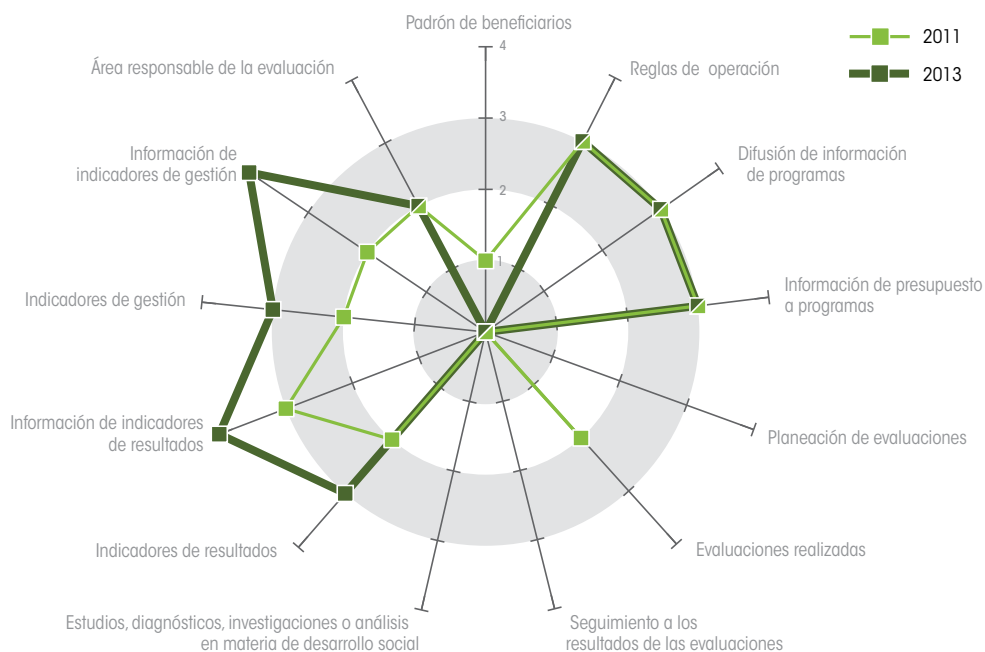 Padrón de beneficiarios
4
3
2
1
2011
2013
Reglas de operación
Difusión de información
de programas
Información de presupuesto
a programas
Planeación de evaluaciones
Evaluaciones realizadas
Seguimiento a los
resultados de las evaluaciones
Estudios, diagnósticos, investigaciones o análisis
en materia de desarrollo social
Indicadores de resultados
Información de indicadores
de resultados
Indicadores de gestión
Información de
indicadores de gestión
Área responsable de la evaluación